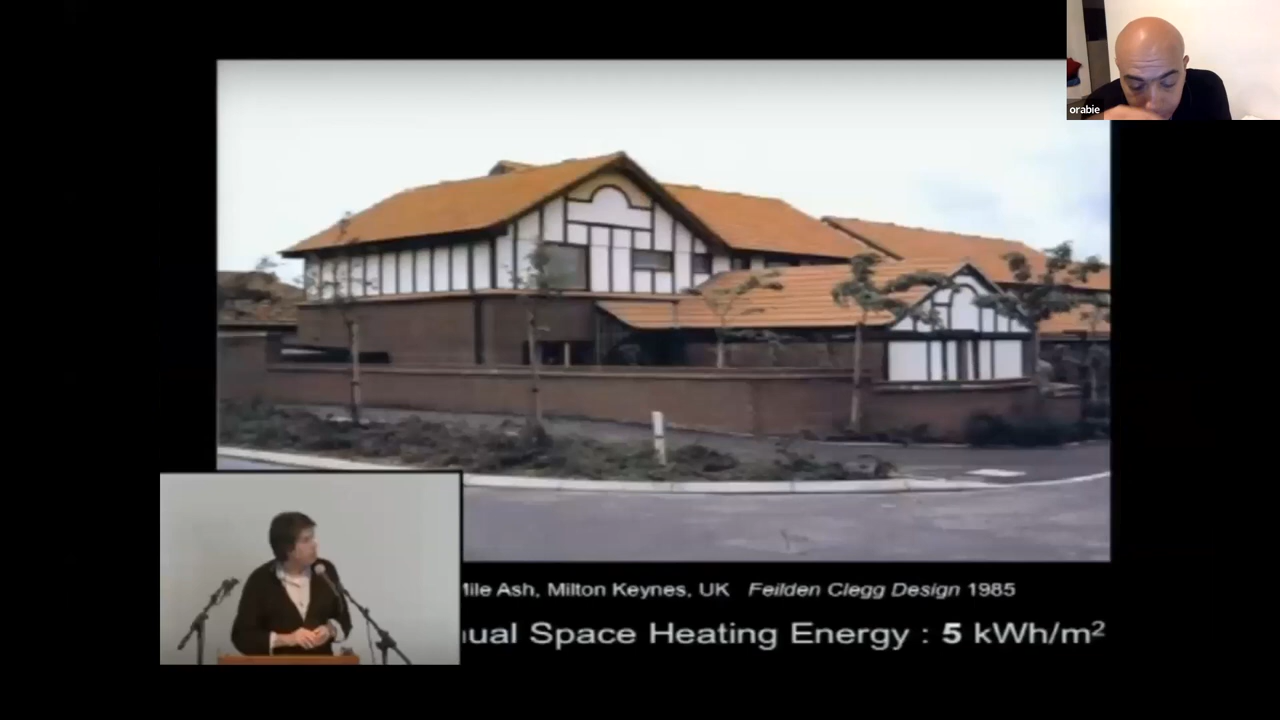 orabie
Mile Ash, Milton Keynes, UK Feilden Clegg Design 1985
ual Space Heating Energy : 5 kWh/m²